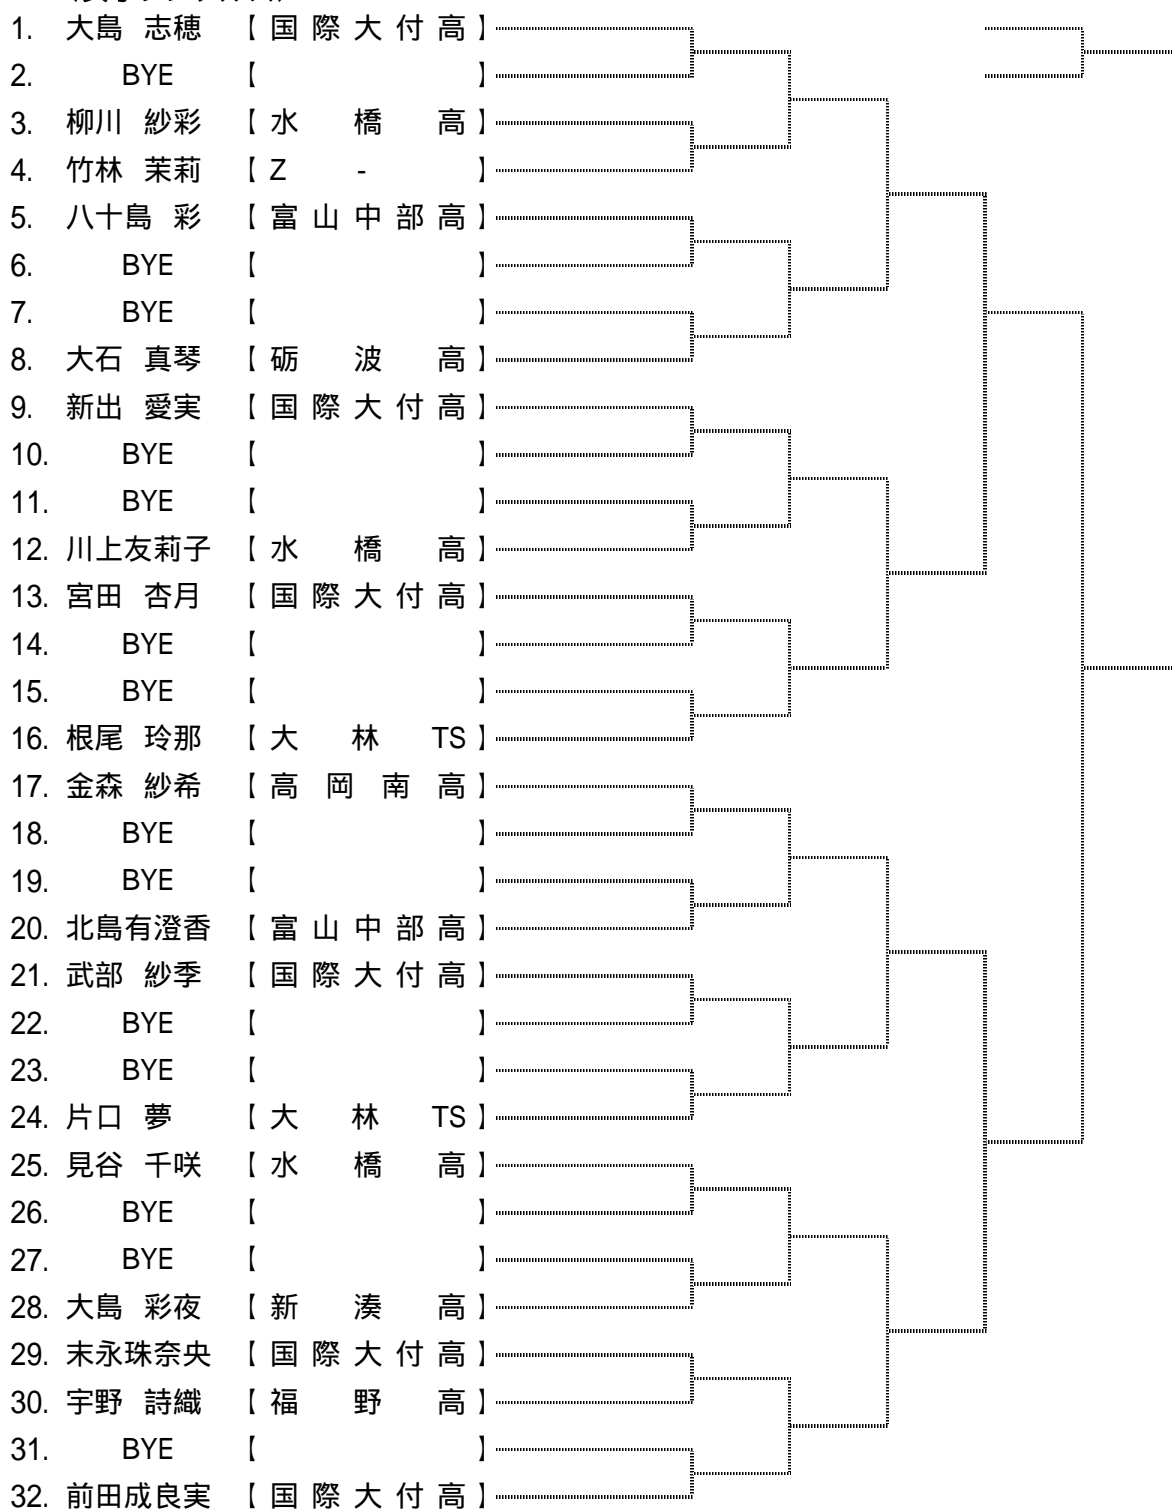 1. 大島 志穂 【国際大付高】
2. BYE 【 】
3. 柳川 紗彩 【水橋高】
4. 竹林 茉莉 【Z -】
5. 八十島 彩 【富山中部高】
6. BYE 【 】
7. BYE 【 】
8. 大石 真琴 【砺波高】
9. 新出 愛実 【国際大付高】
10. BYE 【 】
11. BYE 【 】
12. 川上友莉子 【水橋高】
13. 宮田 杏月 【国際大付高】
14. BYE 【 】
15. BYE 【 】
16. 根尾 玲那 【大林TS】
17. 金森 紗希 【高岡南高】
18. BYE 【 】
19. BYE 【 】
20. 北島有澄香 【富山中部高】
21. 武部 紗季 【国際大付高】
22. BYE 【 】
23. BYE 【 】
24. 片口 夢 【大林TS】
25. 見谷 千咲 【水橋高】
26. BYE 【 】
27. BYE 【 】
28. 大島 彩夜 【新湊高】
29. 末永珠奈央 【国際大付高】
30. 宇野 詩織 【福野高】
31. BYE 【 】
32. 前田成良実 【国際大付高】